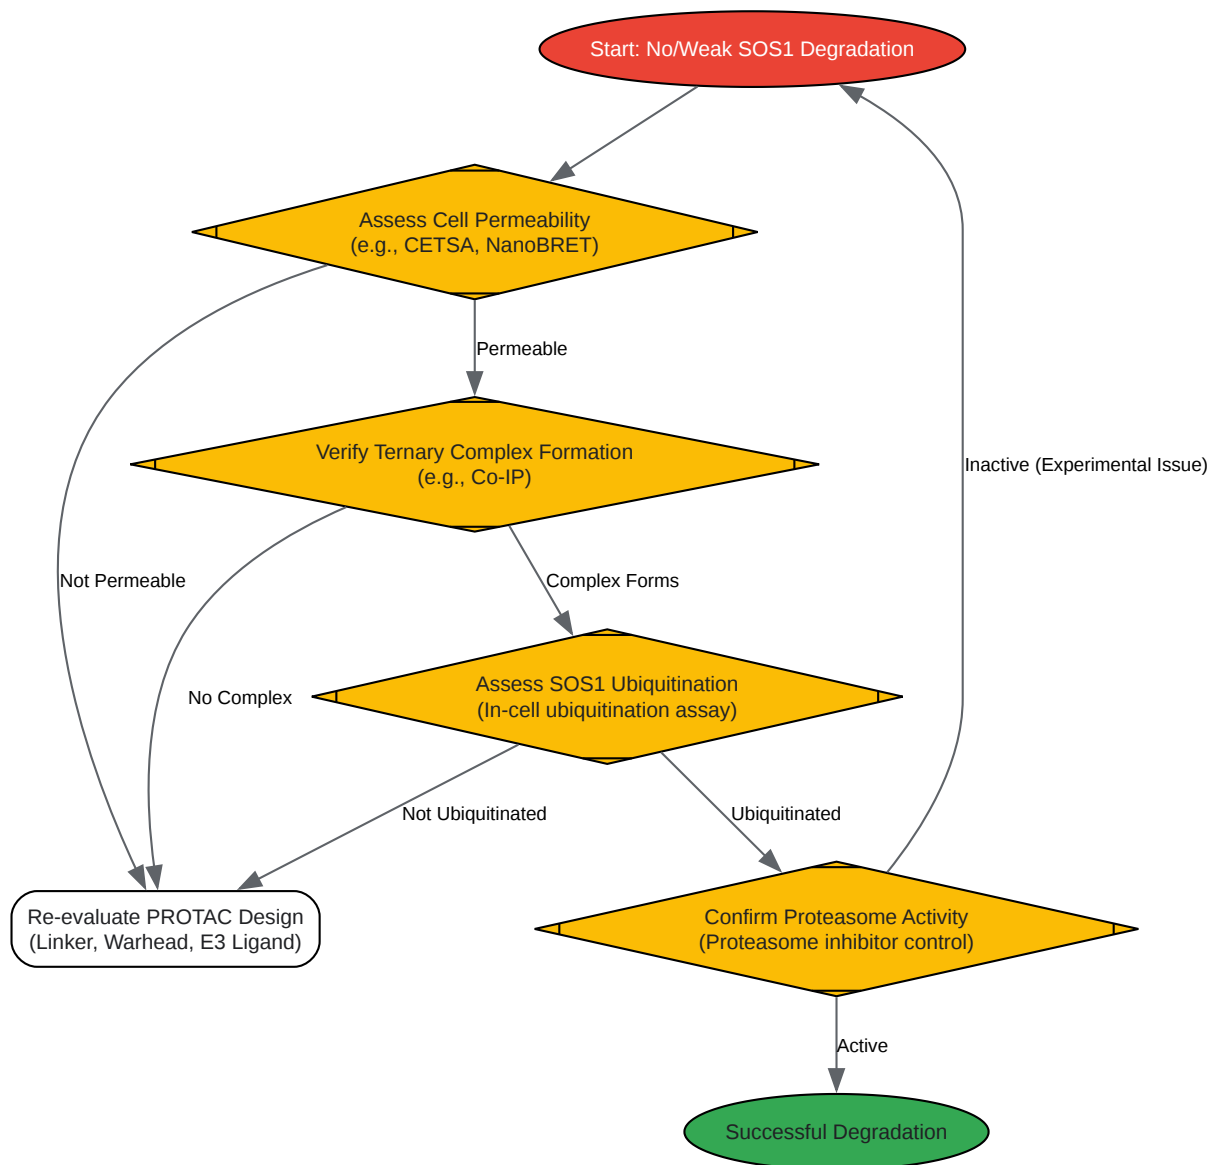 Start: No/Weak SOS1 Degradation
Assess Cell Permeability
(e.g., CETSA, NanoBRET)
Permeable
Verify Ternary Complex Formation
(e.g., Co-IP)
Inactive (Experimental Issue)
Not Permeable
Complex Forms
No Complex
Assess SOS1 Ubiquitination
(In-cell ubiquitination assay)
Not Ubiquitinated
Ubiquitinated
Re-evaluate PROTAC Design
(Linker, Warhead, E3 Ligand)
Confirm Proteasome Activity
(Proteasome inhibitor control)
Active
Successful Degradation